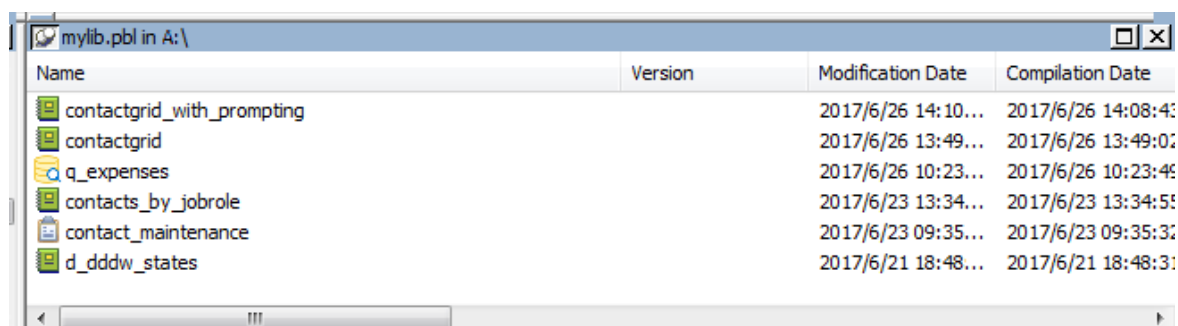 mylib.pbl in A:\
Name Version Modification Date Compilation Date
contactgrid_with_prompting 2017/6/26 14:10... 2017/6/26 14:08:43
contactgrid 2017/6/26 13:49... 2017/6/26 13:49:02
q_expenses 2017/6/26 10:23... 2017/6/26 10:23:49
contacts_by_jobrole 2017/6/23 13:34... 2017/6/23 13:34:55
contact_maintenance 2017/6/23 09:35... 2017/6/23 09:35:32
d_dddw_states 2017/6/21 18:48... 2017/6/21 18:48:31